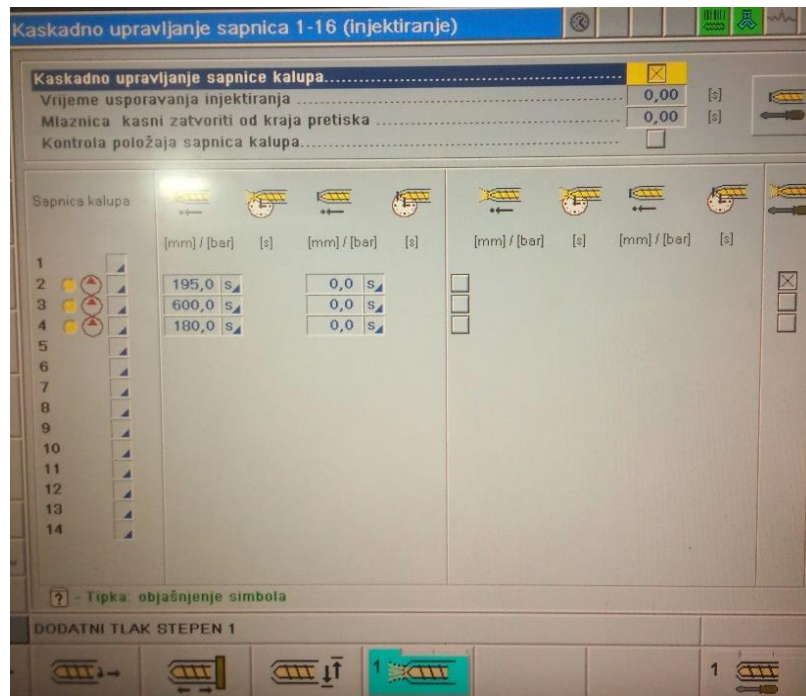 Kaskadno upravljanje sapnica 1-16 (injektiranje)
Kaskadno upravljanje sapnice kalupa
Vrijeme usporavanja injektiranja 0,00 [s]
Mlaznica kasni zatvoriti od kraja pretiska 0,00 [s]
Kontrola položaja sapnica kalupa
Sapnica kalupa
[mm] / [bar] [s] [mm] / [bar] [s] [mm] / [bar] [s] [mm] / [bar] [s]
1
2 195,0 s 0,0 s
3 600,0 s 0,0 s
4 180,0 s 0,0 s
5
6
7
8
9
10
11
12
13
14
? - Tipka: objašnjenje simbola
DODATNI TLAK STEPEN 1
1 1